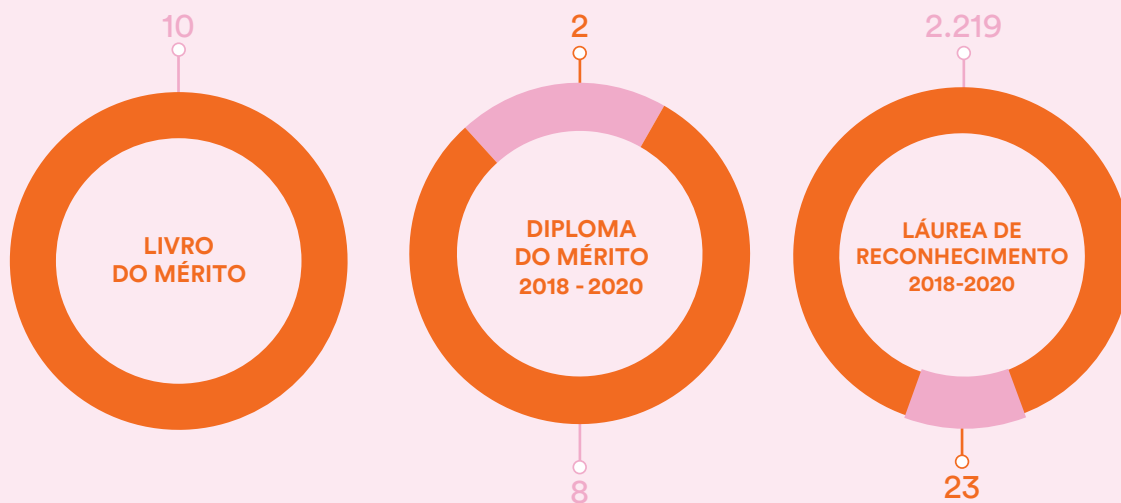 10
LIVRO
DO MÉRITO
2
DIPLOMA
DO MÉRITO
2018 - 2020
8
2.219
LÁUREA DE
RECONHECIMENTO
2018-2020
23